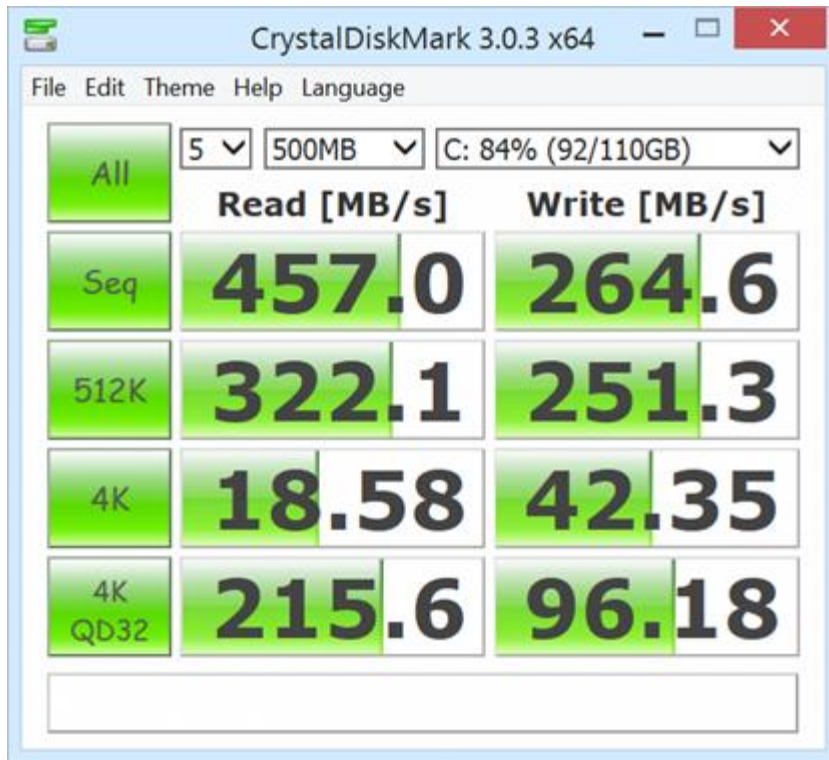 CrystalDiskMark 3.0.3 x64
File Edit Theme Help Language
All 5 500MB C: 84% (92/110GB)
Read [MB/s] Write [MB/s]
Seq 457.0 264.6
512K 322.1 251.3
4K 18.58 42.35
4K
QD32 215.6 96.18